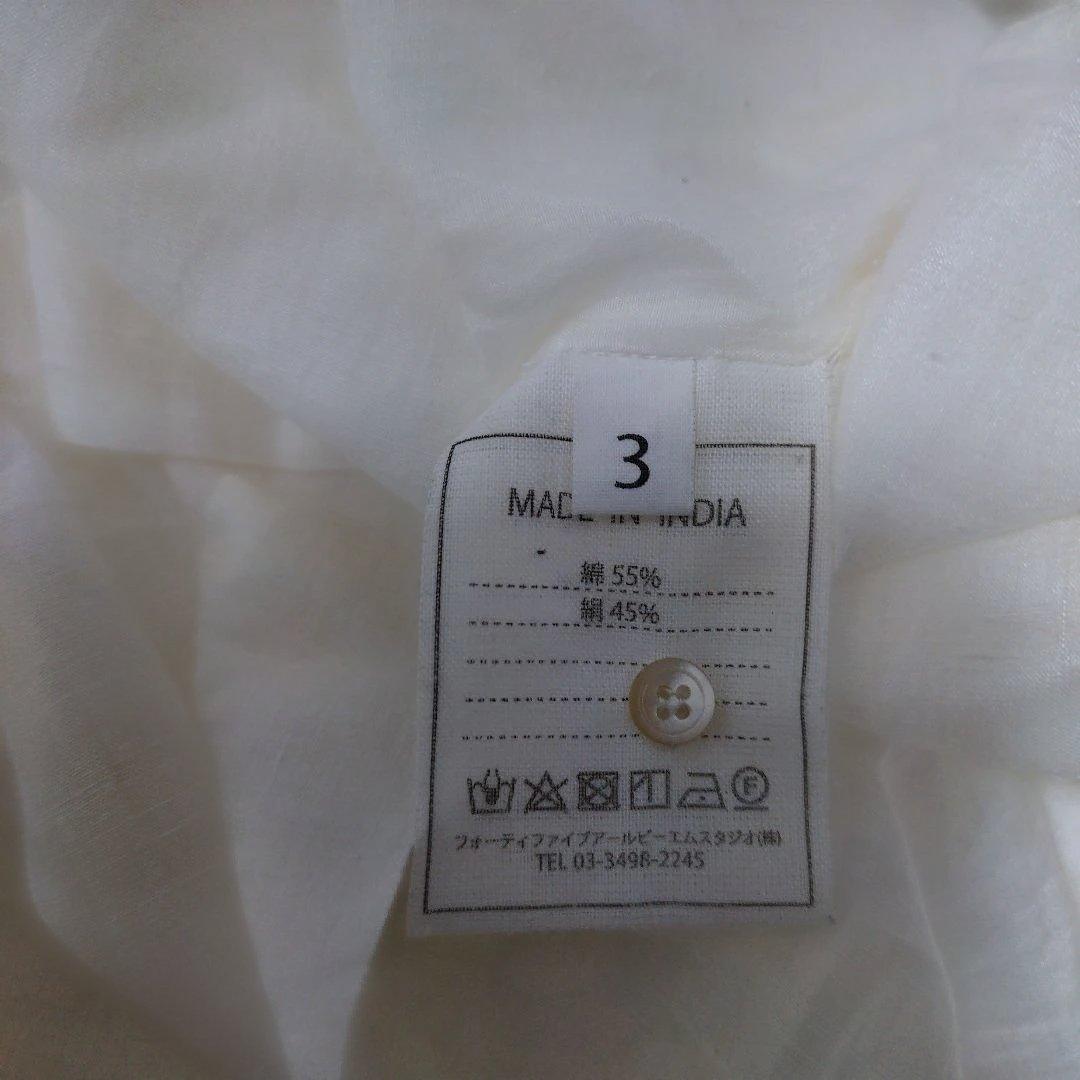 3
MADE IN INDIA
綿 55%
絹 45%
F
フォーティファイブアールピーエムスタジオ(株)
TEL 03-3498-2245